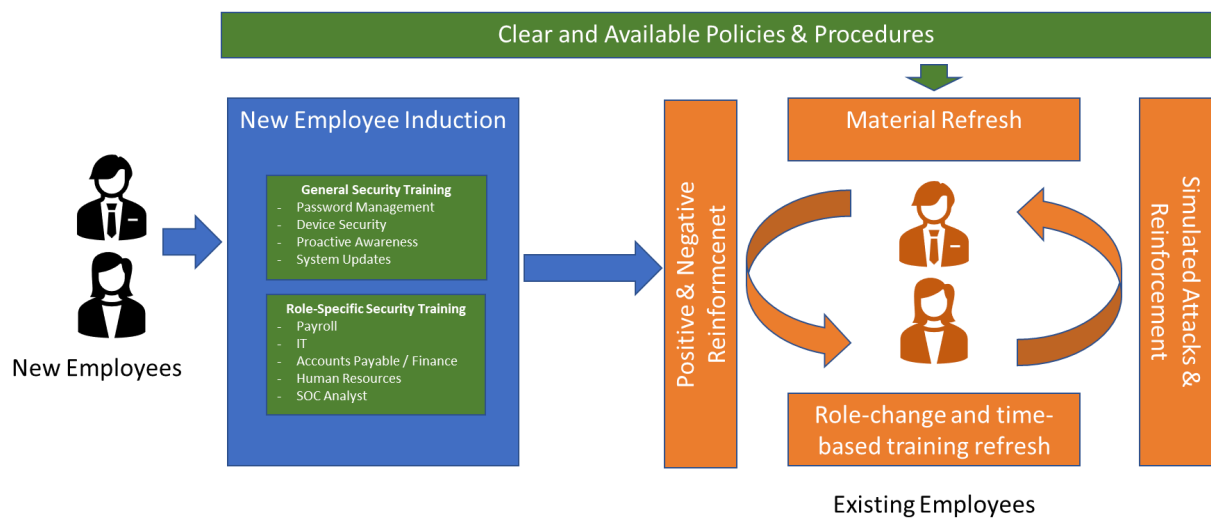 Clear and Available Policies & Procedures
New Employee Induction
General Security Training
- Password Management
- Device Security
- Proactive Awareness
- System Updates
Role-Specific Security Training
- Payroll
- IT
- Accounts Payable / Finance
- Human Resources
- SOC Analyst
New Employees
Positive & Negative
Reinformcenet
Material Refresh
Role-change and time-
based training refresh
Simulated Attacks &
Reinforcement
Existing Employees